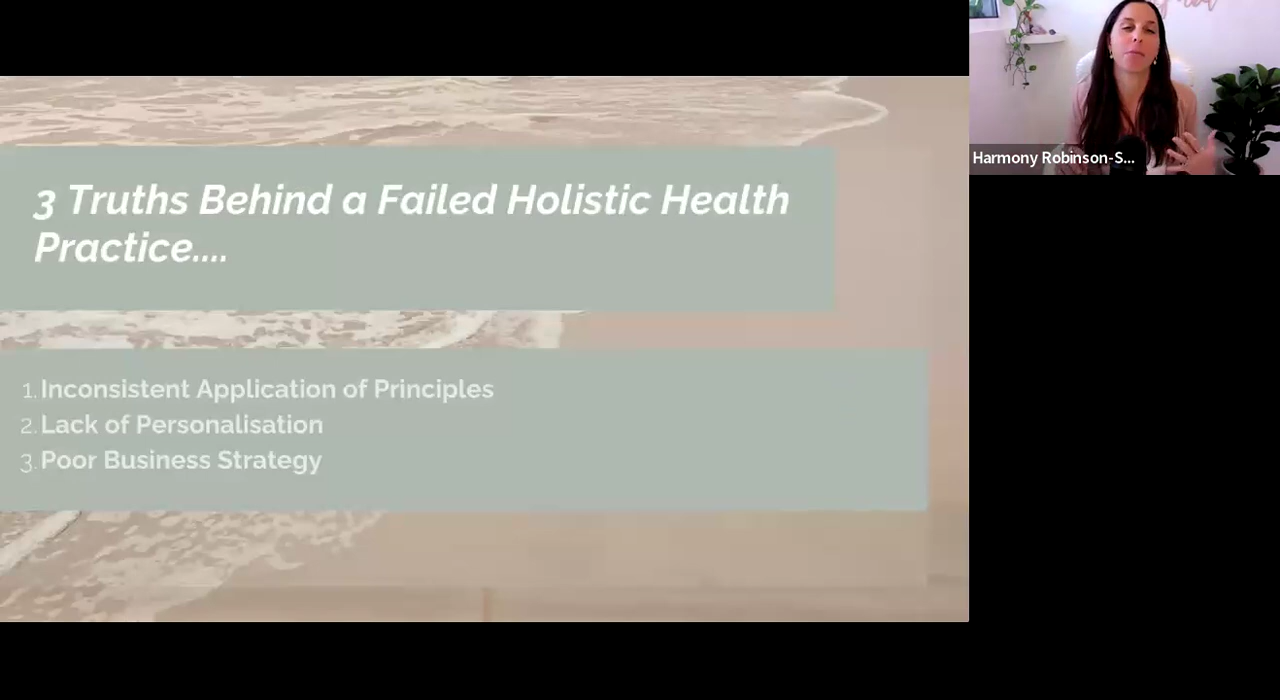 3 Truths Behind a Failed Holistic Health
Practice....
1. Inconsistent Application of Principles
2. Lack of Personalisation
3. Poor Business Strategy
Harmony Robinson-S...